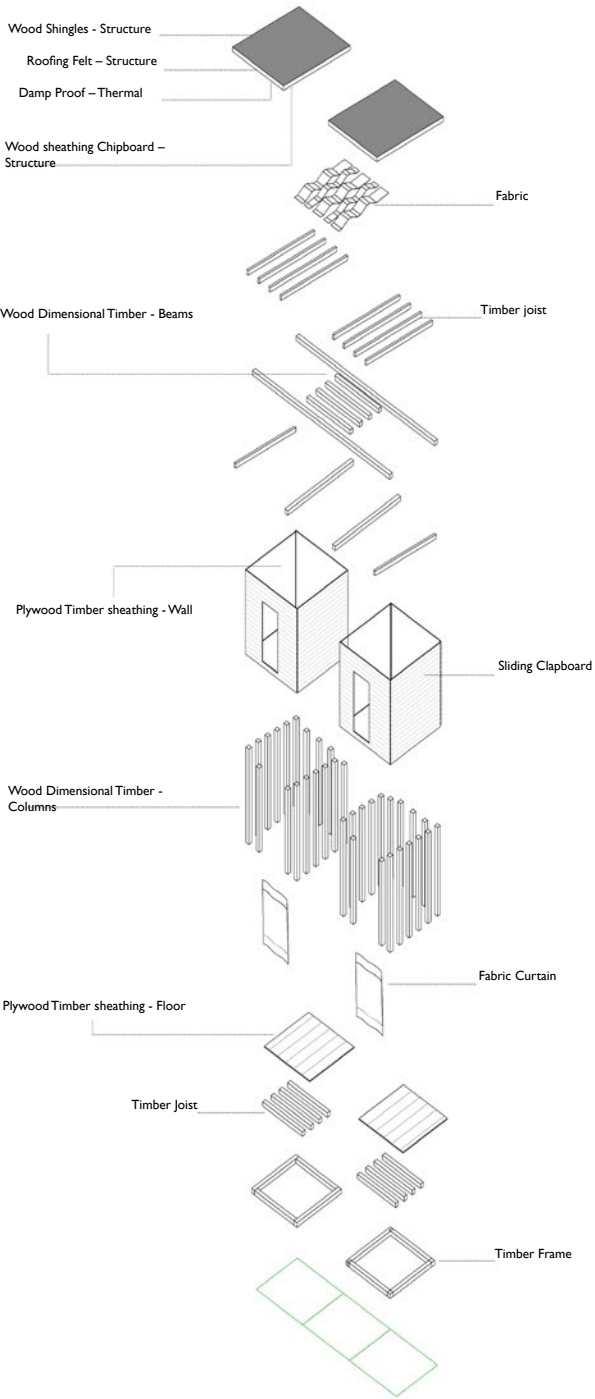 Wood Shingles - Structure
Roofing Felt – Structure
Damp Proof – Thermal
Wood sheathing Chipboard –
Structure
Fabric
Wood Dimensional Timber - Beams
Timber joist
Plywood Timber sheathing - Wall
Sliding Clapboard
Wood Dimensional Timber -
Columns
Fabric Curtain
Plywood Timber sheathing - Floor
Timber Joist
Timber Frame